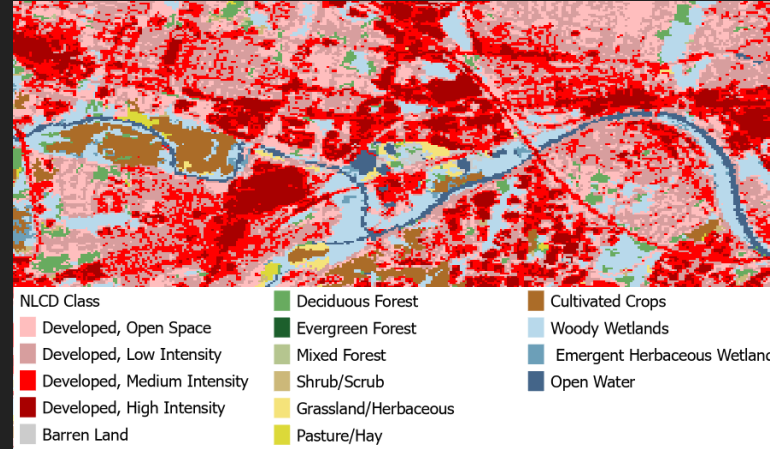 NLCD Class
Developed, Open Space
Developed, Low Intensity
Developed, Medium Intensity
Developed, High Intensity
Barren Land
Deciduous Forest
Evergreen Forest
Mixed Forest
Shrub/Scrub
Grassland/Herbaceous
Pasture/Hay
Cultivated Crops
Woody Wetlands
Emergent Herbaceous Wetland
Open Water